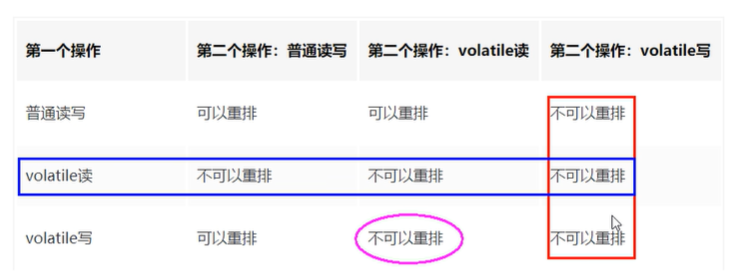 第一个操作 第二个操作：普通读写 第二个操作：volatile读 第二个操作：volatile写
普通读写 可以重排 可以重排 不可以重排
volatile读 不可以重排 不可以重排 不可以重排
volatile写 可以重排 不可以重排 不可以重排